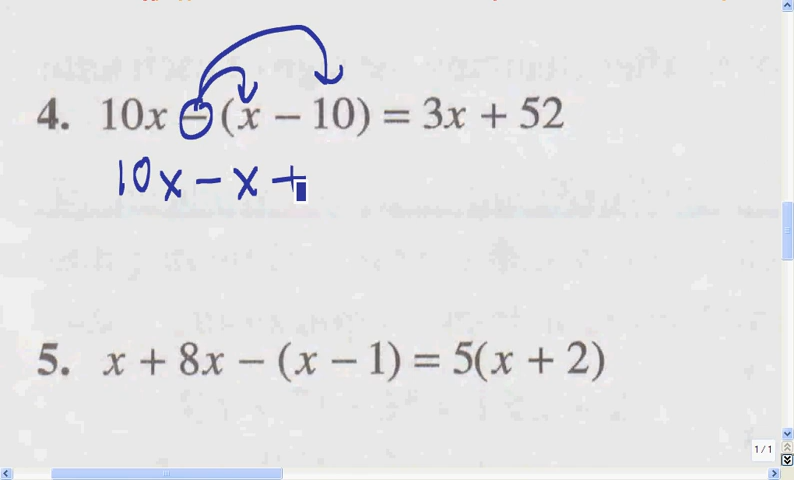 4. 10x − (x − 10) = 3x + 52
10x − x +
5. x + 8x − (x − 1) = 5(x + 2)
1/1